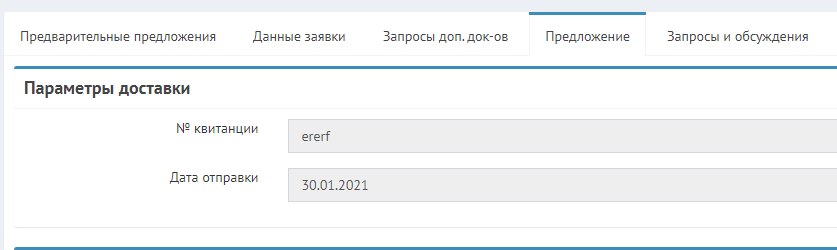 Предварительные предложения Данные заявки Запросы доп. док-ов Предложение Запросы и обсуждения
Параметры доставки
№ квитанции ererf
Дата отправки 30.01.2021